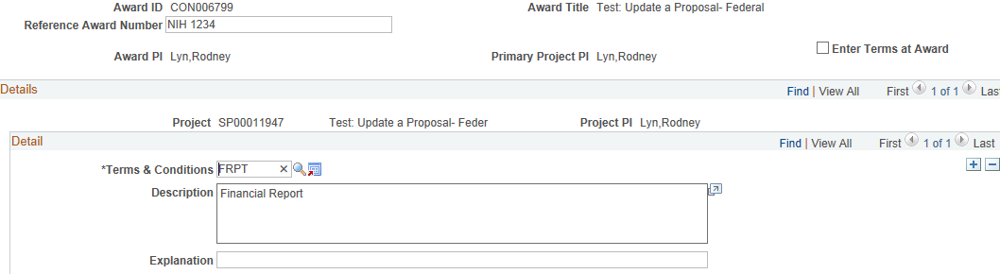 Award ID CON006799 Award Title Test: Update a Proposal- Federal
Reference Award Number NIH 1234
Award PI Lyn,Rodney Primary Project PI Lyn,Rodney Enter Terms at Award
Details Find | View All First 1 of 1 Las
Project SP00011947 Test: Update a Proposal- Feder Project PI Lyn,Rodney
Detail Find | View All First 1 of 1 Last
*Terms & Conditions FRPT
Description Financial Report
Explanation